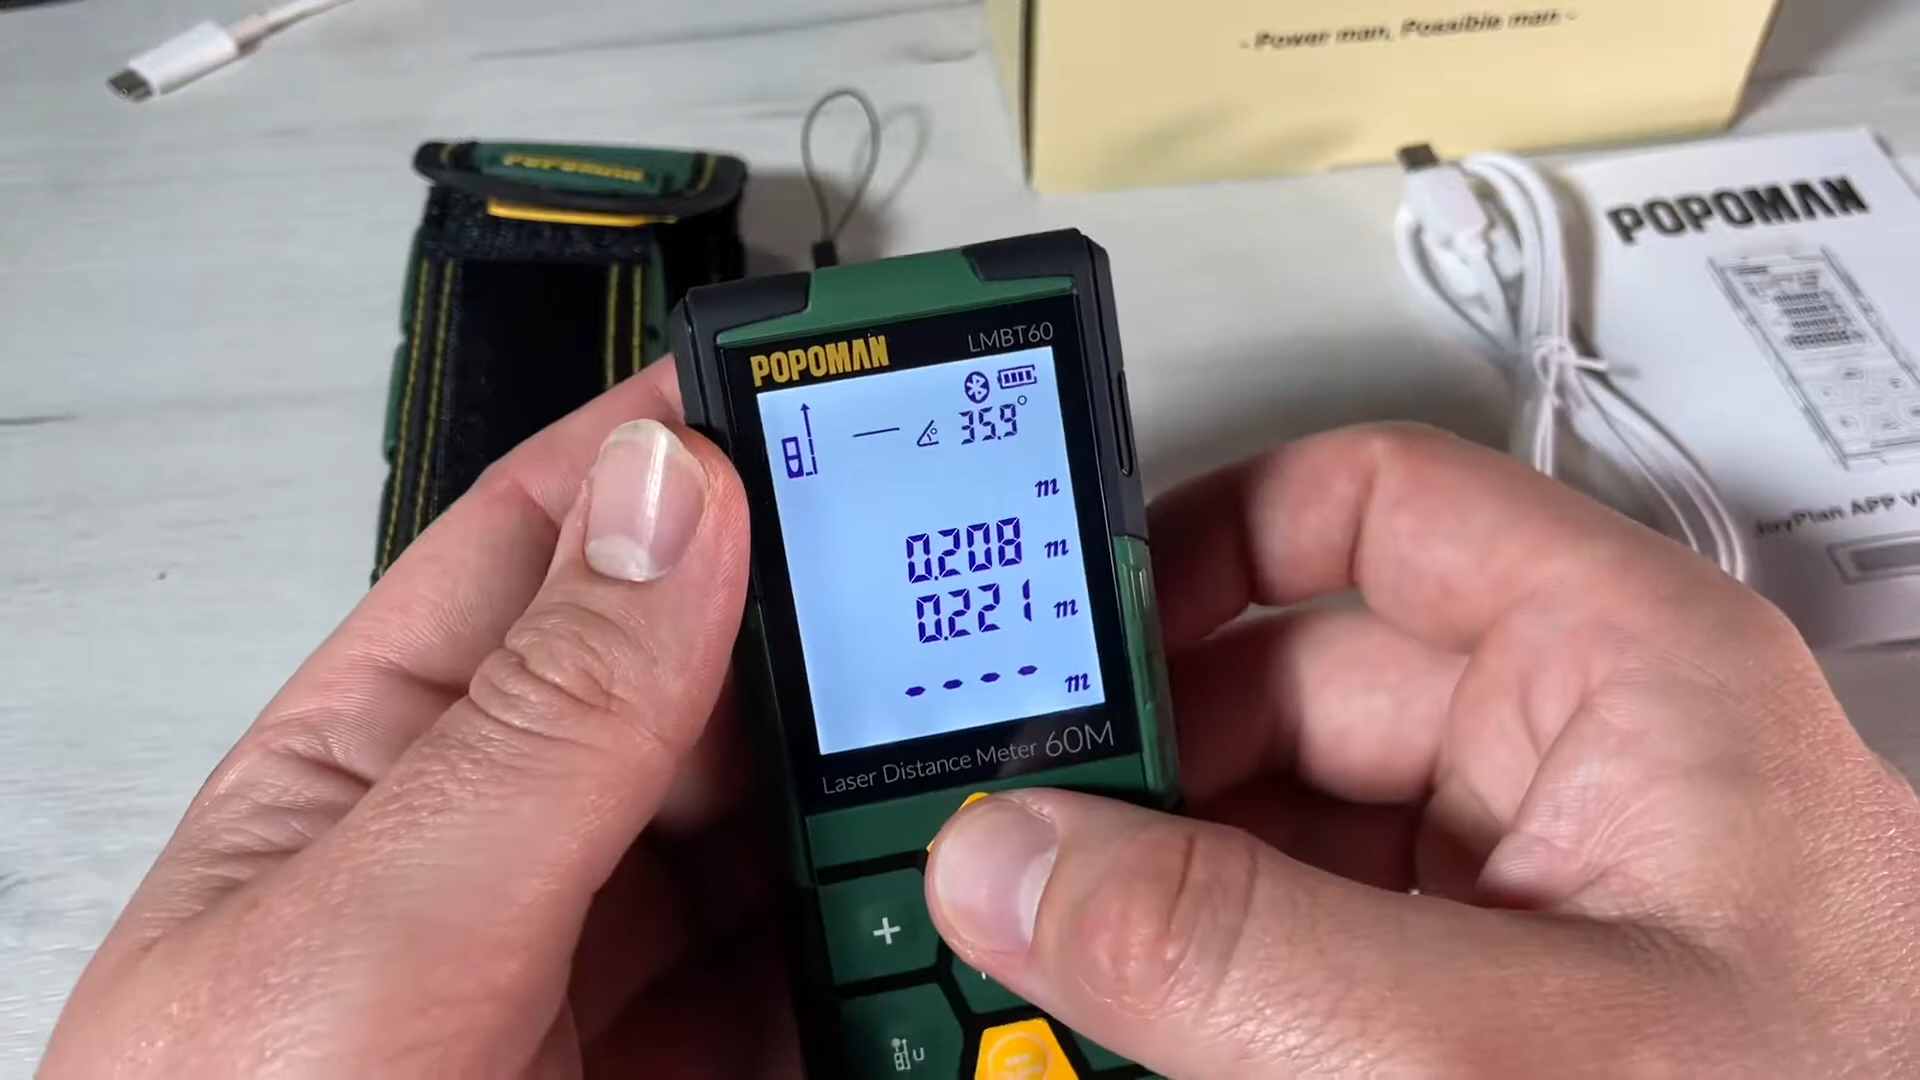 - Power man, Possible man -
POPOMAN
POPOMAN
POPOMAN
LMBT60
35.9°
m
0.208 m
0.221 m
- - - - m
Laser Distance Meter 60M
+
U
JoyPlan APP